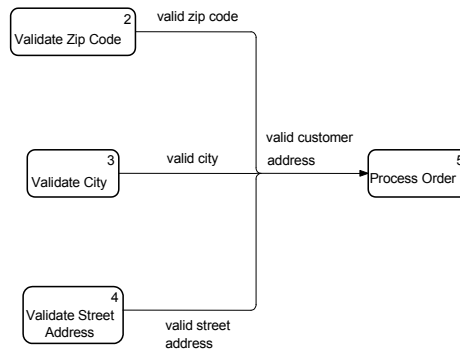 2
valid zip code
Validate Zip Code
3
valid city
Validate City
valid customer
address
5
Process Order
4
Validate Street
Address
valid street
address